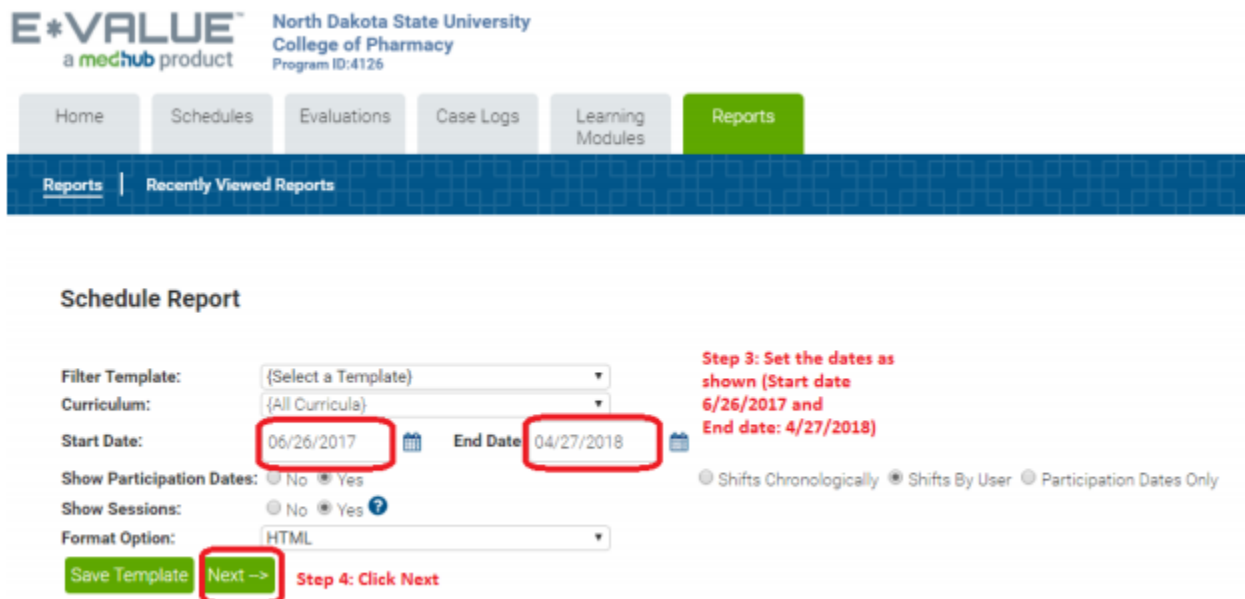 E*VALUE™
a medhub product
North Dakota State University
College of Pharmacy
Program ID:4126
Home
Schedules
Evaluations
Case Logs
Learning
Modules
Reports
Reports | Recently Viewed Reports
Schedule Report
Filter Template: {Select a Template}
Curriculum: {All Curricula}
Start Date: 06/26/2017 End Date 04/27/2018
Step 3: Set the dates as
shown (Start date
6/26/2017 and
End date: 4/27/2018)
Show Participation Dates: No Yes Shifts Chronologically Shifts By User Participation Dates Only
Show Sessions: No Yes ?
Format Option: HTML
Save Template Next --> Step 4: Click Next